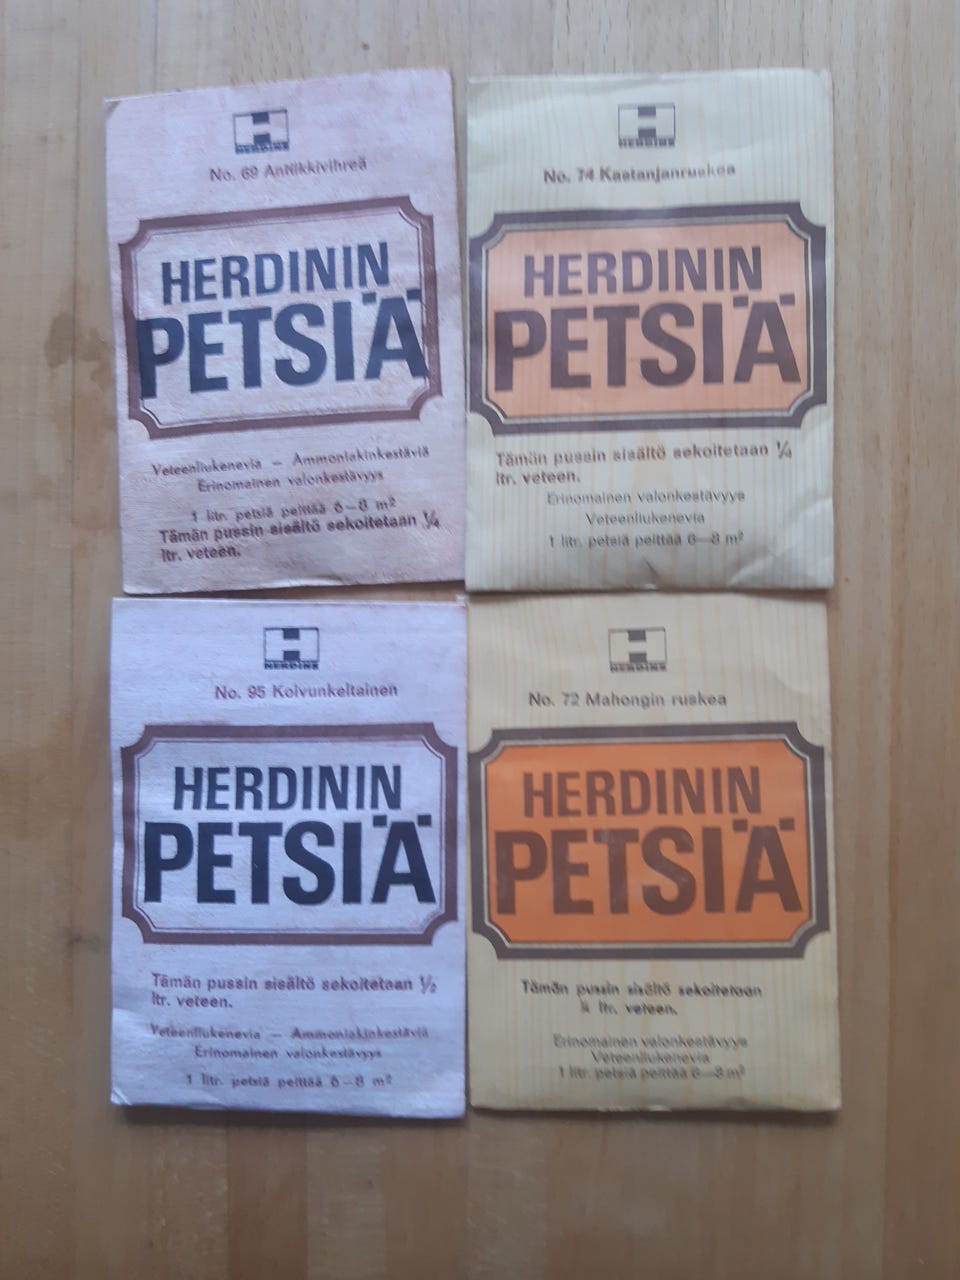 HERDINS
No. 69 Antiikkivihreä
HERDININ
PETSIÄ
Veteenliukenevia — Ammoniakinkestäviä
Erinomainen valonkestävyys
1 litr. petsiä peittää 6—8 m²
Tämän pussin sisältö sekoitetaan ¼
ltr. veteen.
HERDINS
No. 74 Kastanjanruskea
HERDININ
PETSIÄ
Tämän pussin sisältö sekoitetaan ¼
ltr. veteen.
Erinomainen valonkestävyys
Veteenliukenevia
1 litr. petsiä peittää 6—8 m²
HERDINS
No. 95 Koivunkeltainen
HERDININ
PETSIÄ
Tämän pussin sisältö sekoitetaan ½
ltr. veteen.
Veteenliukenevia — Ammoniakinkestäviä
Erinomainen valonkestävyys
1 litr. petsiä peittää 6—8 m²
HERDINS
No. 72 Mahongin ruskea
HERDININ
PETSIÄ
Tämän pussin sisältö sekoitetaan
¼ ltr. veteen.
Erinomainen valonkestävyys
Veteenliukenevia
1 litr. petsiä peittää 6—8 m²